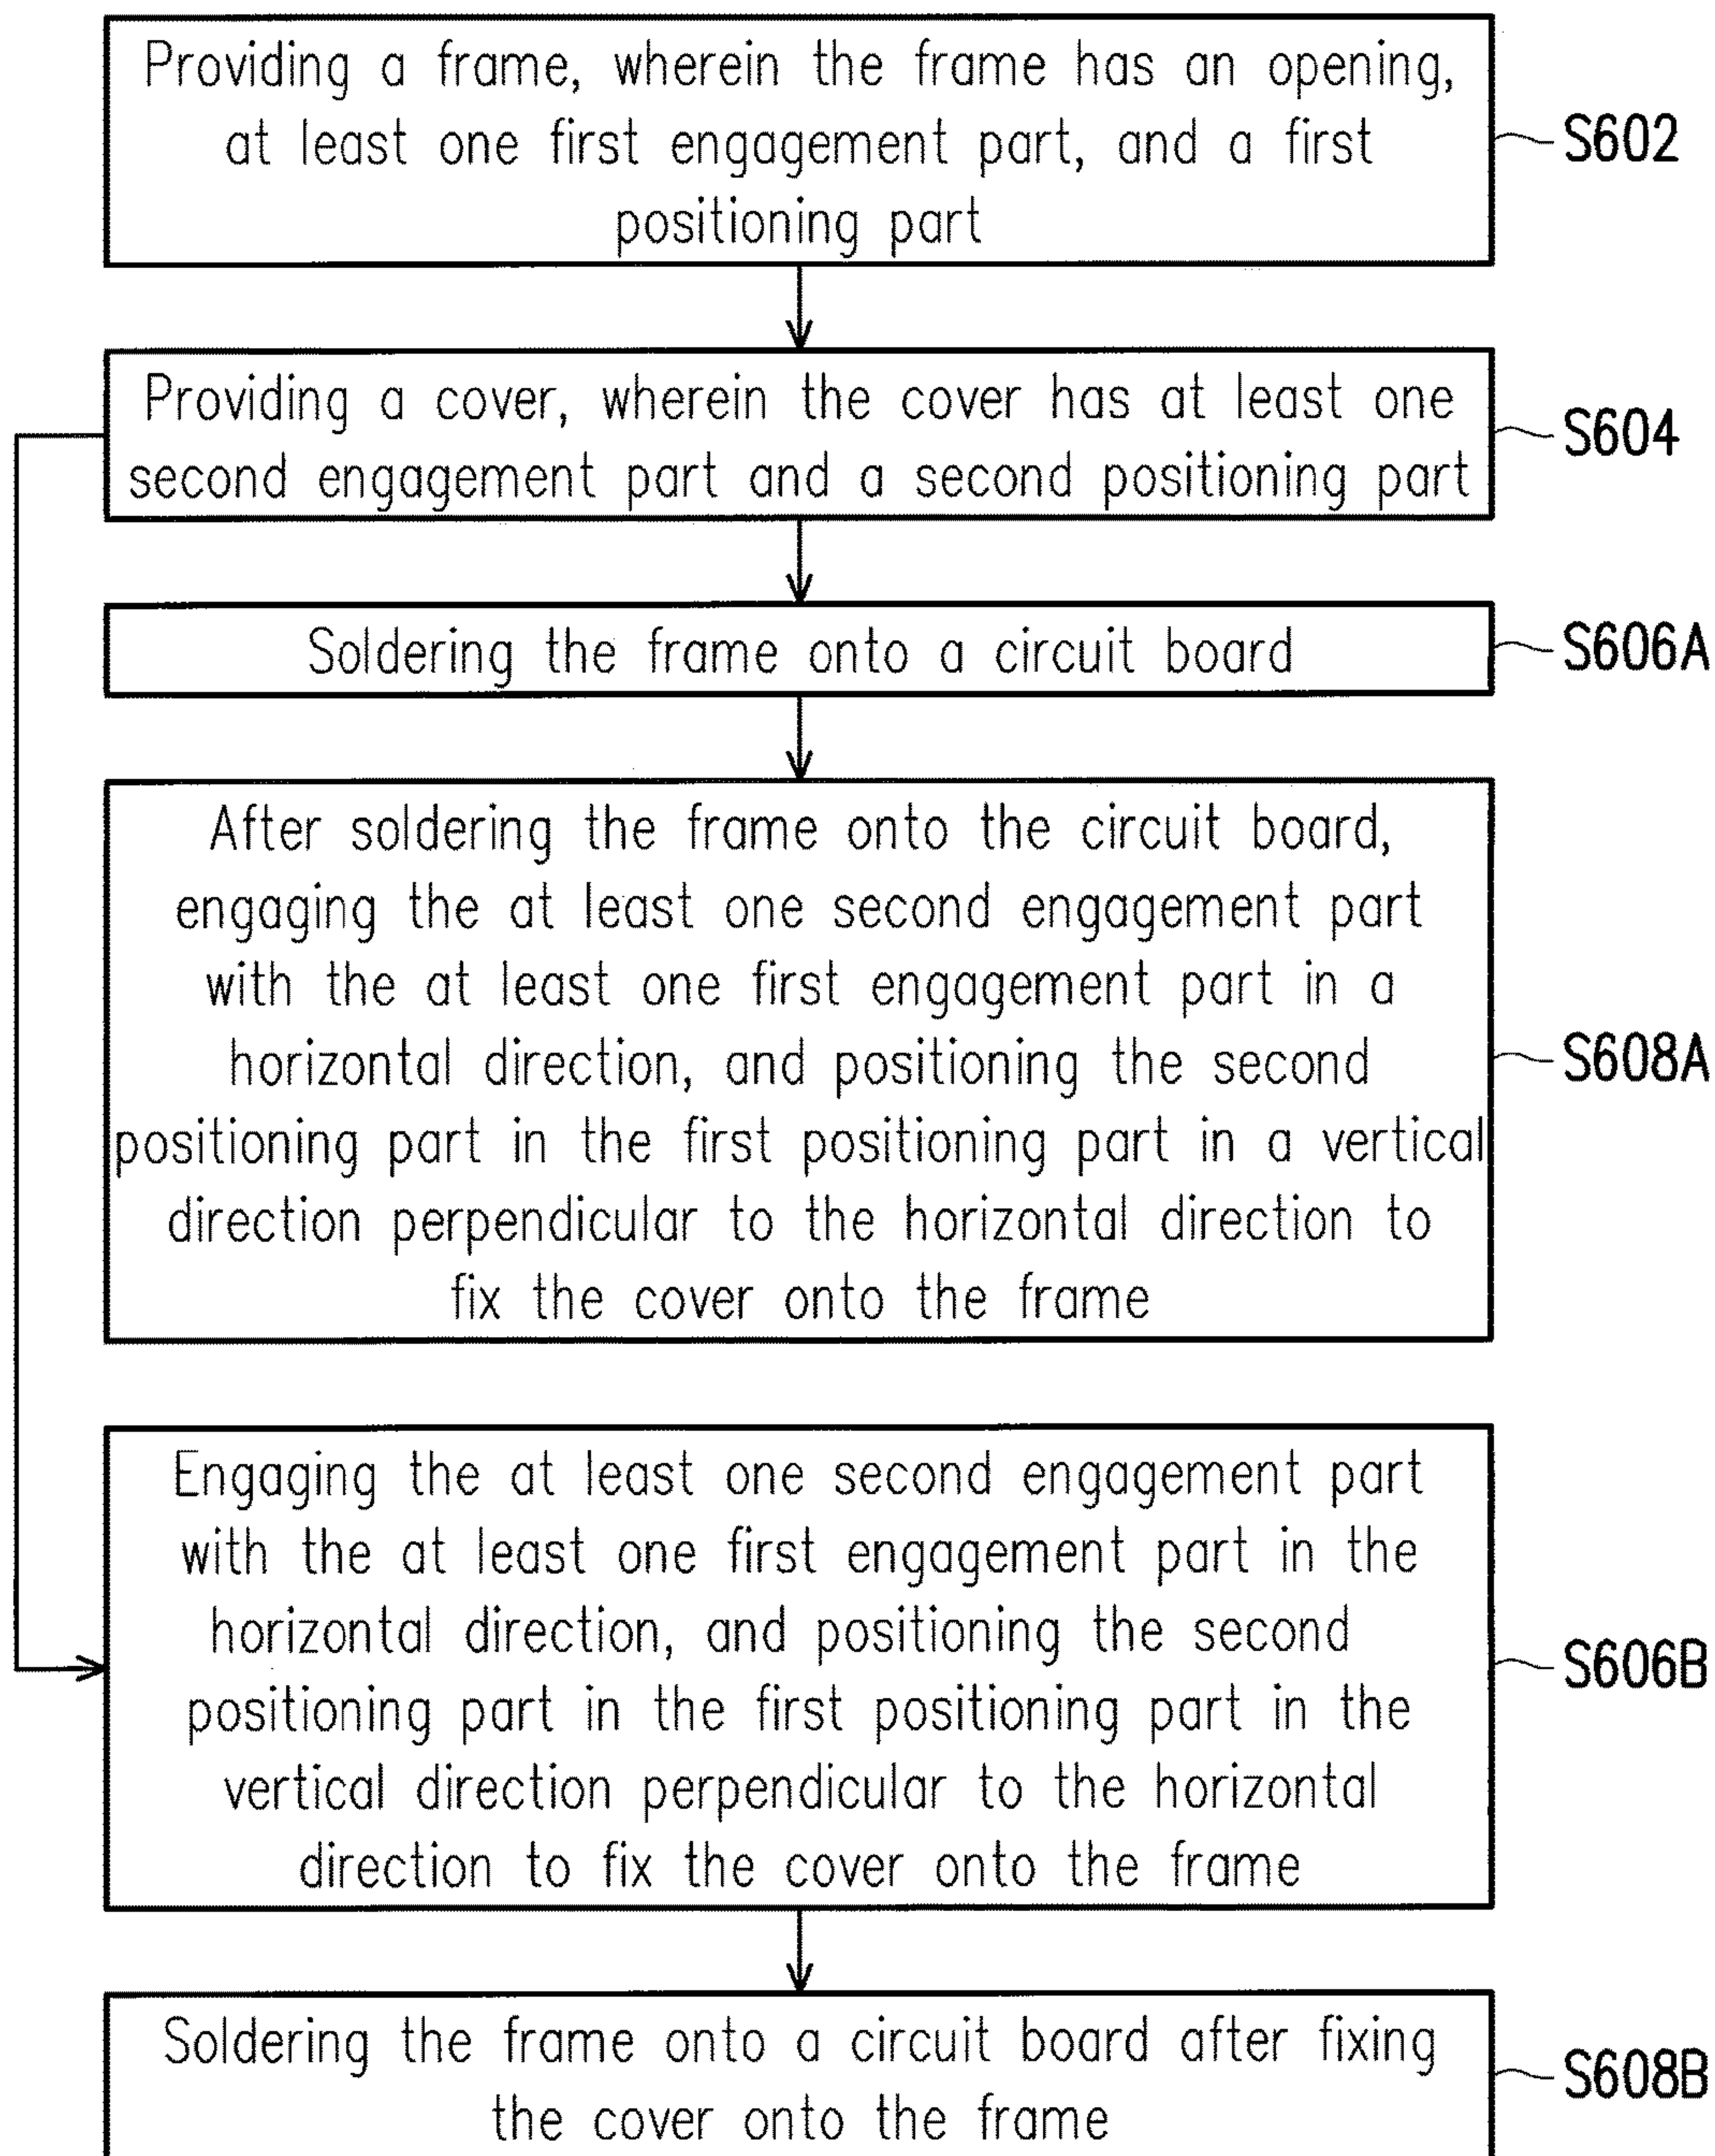 Providing a frame, wherein the frame has an opening,
at least one first engagement part, and a first
positioning part
S602
Providing a cover, wherein the cover has at least one
second engagement part and a second positioning part
S604
Soldering the frame onto a circuit board
S606A
After soldering the frame onto the circuit board,
engaging the at least one second engagement part
with the at least one first engagement part in a
horizontal direction, and positioning the second
positioning part in the first positioning part in a vertical
direction perpendicular to the horizontal direction to
fix the cover onto the frame
S608A
Engaging the at least one second engagement part
with the at least one first engagement part in the
horizontal direction, and positioning the second
positioning part in the first positioning part in the
vertical direction perpendicular to the horizontal
direction to fix the cover onto the frame
S606B
Soldering the frame onto a circuit board after fixing
the cover onto the frame
S608B